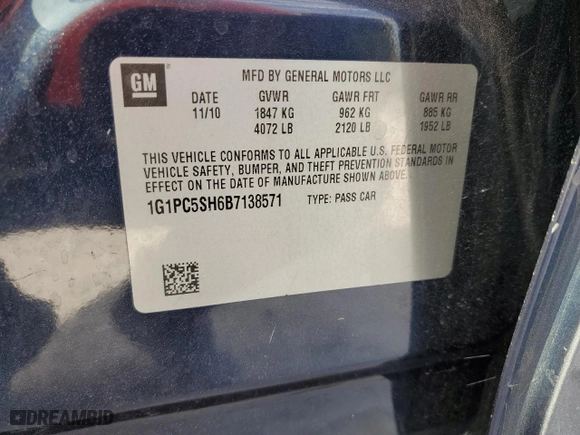 GM
MFD BY GENERAL MOTORS LLC
DATE GVWR GAWR FRT GAWR RR
11/10 1847 KG 962 KG 885 KG
4072 LB 2120 LB 1952 LB
THIS VEHICLE CONFORMS TO ALL APPLICABLE U.S. FEDERAL MOTOR
VEHICLE SAFETY, BUMPER, AND THEFT PREVENTION STANDARDS IN
EFFECT ON THE DATE OF MANUFACTURE SHOWN ABOVE.
1G1PC5SH6B7138571 TYPE: PASS CAR
DREAMBID